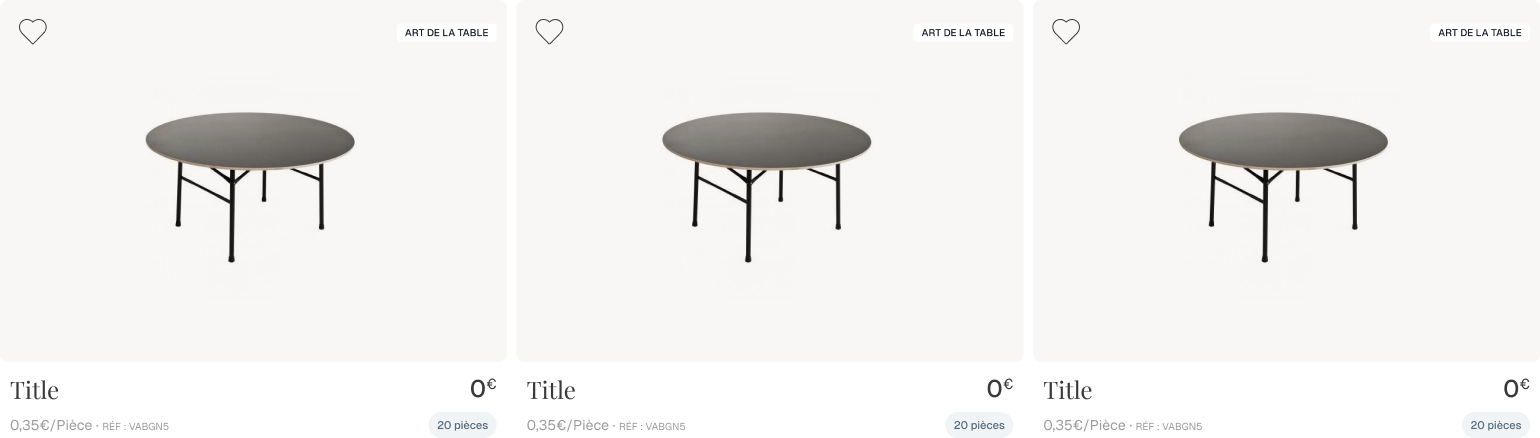 ART DE LA TABLE ART DE LA TABLE ART DE LA TABLE
Title 0€ Title 0€ Title 0€
0,35€/Pièce · RÉF : VABGN5 20 pièces 0,35€/Pièce · RÉF : VABGN5 20 pièces 0,35€/Pièce · RÉF : VABGN5 20 pièces